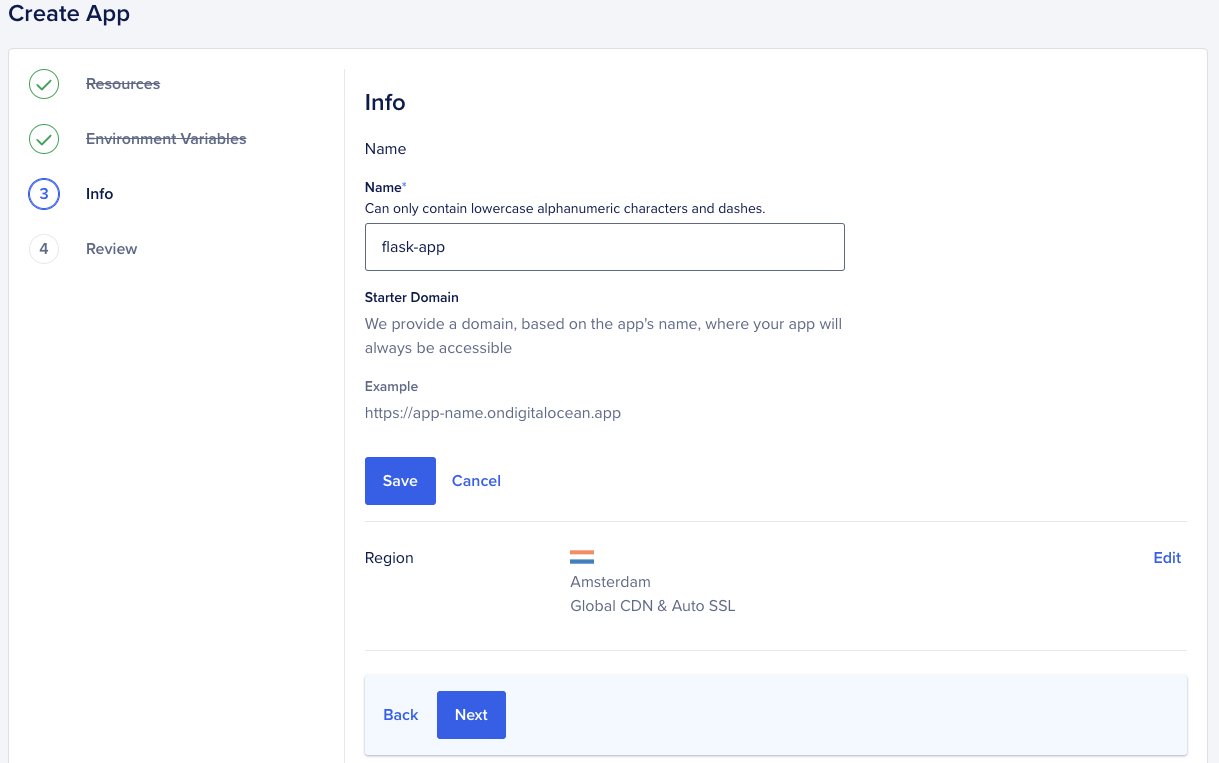 Create App
Resources
Environment Variables
3
Info
4
Review
Info
Name
Name*
Can only contain lowercase alphanumeric characters and dashes.
flask-app
Starter Domain
We provide a domain, based on the app's name, where your app will
always be accessible
Example
https://app-name.ondigitalocean.app
Save
Cancel
Region
Edit
Amsterdam
Global CDN & Auto SSL
Back
Next